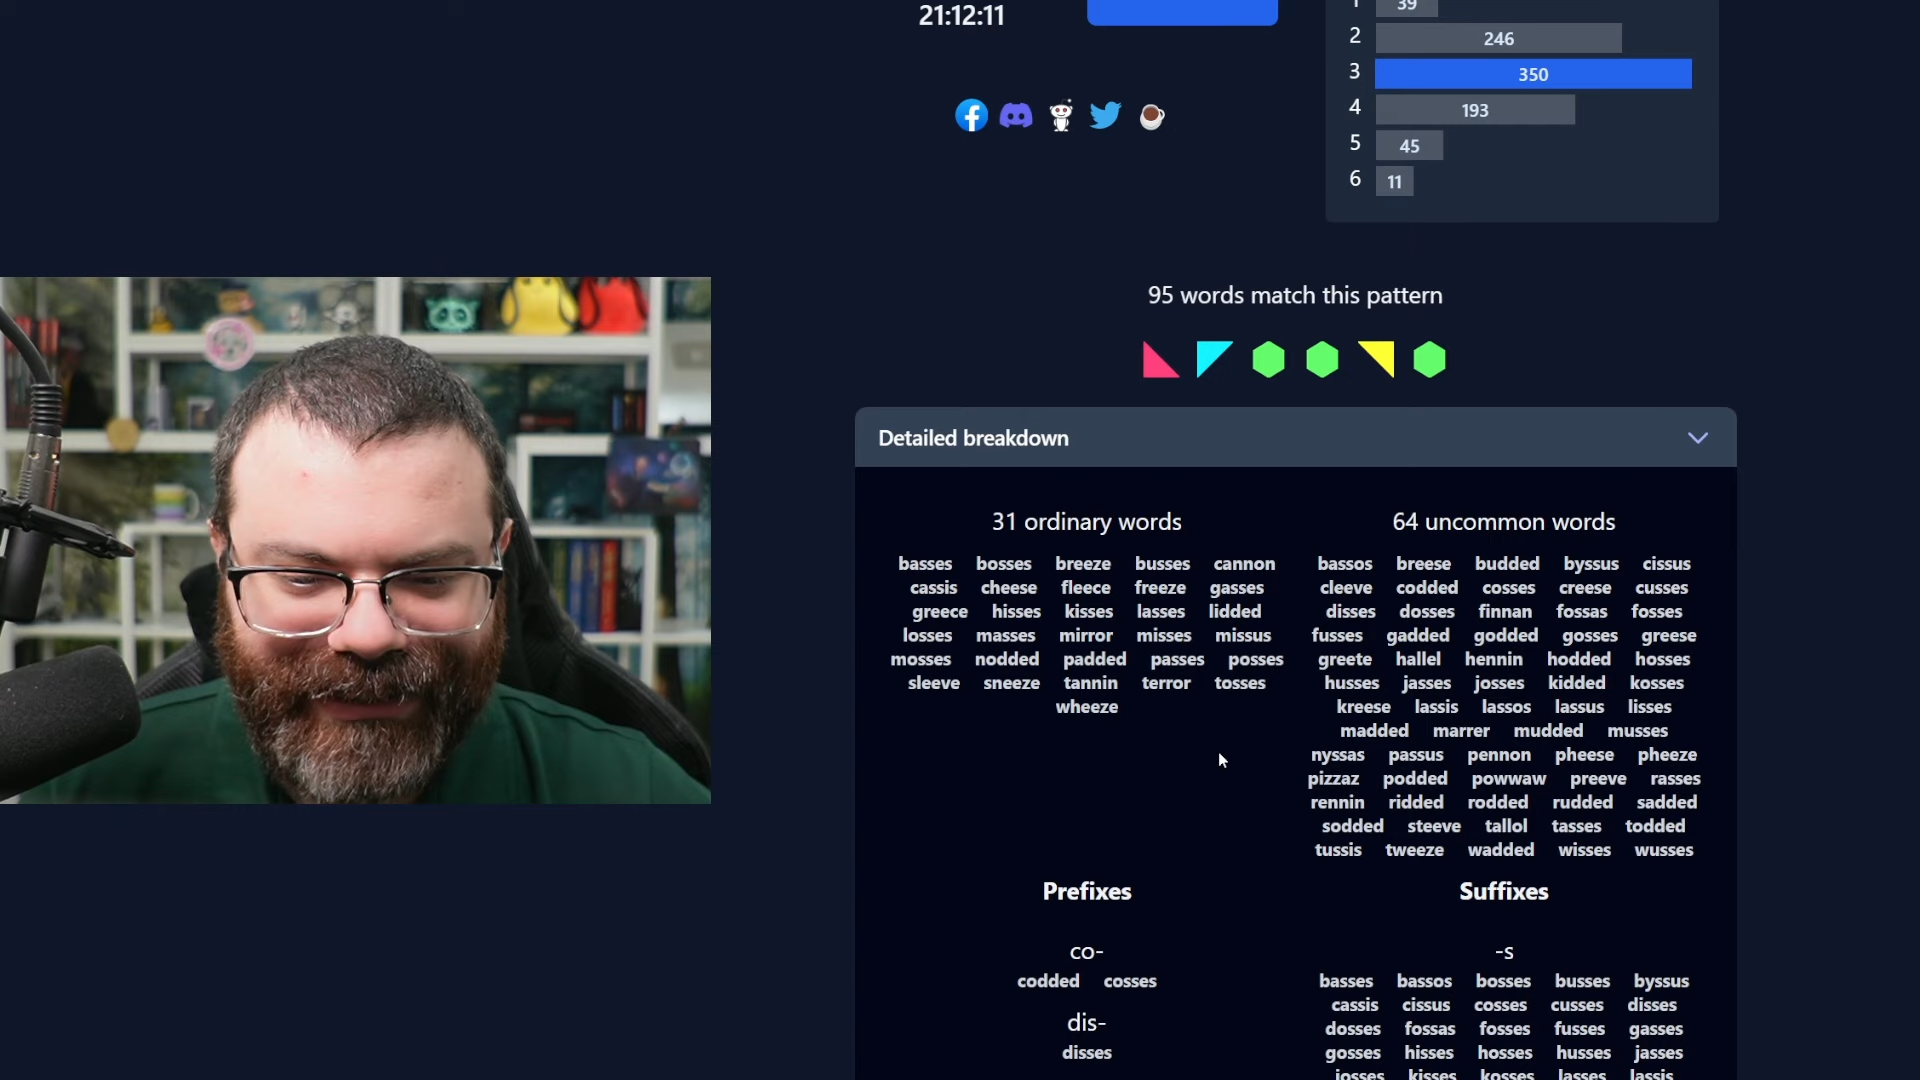 21:12:11
1 39
2 246
3 350
4 193
5 45
6 11
95 words match this pattern
Detailed breakdown
31 ordinary words
basses bosses breeze busses cannon
cassis cheese fleece freeze gasses
greece hisses kisses lasses lidded
losses masses mirror misses missus
mosses nodded padded passes posses
sleeve sneeze tannin terror tosses
wheeze
64 uncommon words
bassos breese budded byssus cissus
cleeve codded cosses creese cusses
disses dosses finnan fossas fosses
fusses gadded godded gosses greese
greete hallel hennin hodded hosses
husses jasses josses kidded kosses
kreese lassis lassos lassus lisses
madded marrer mudded musses
nyssas passus pennon pheese pheeze
pizzaz podded powwaw preeve rasses
rennin ridded rodded rudded sadded
sodded steeve tallol tasses todded
tussis tweeze wadded wisses wusses
Prefixes
co-
codded cosses
dis-
disses
Suffixes
-s
basses bassos bosses busses byssus
cassis cissus cosses cusses disses
dosses fossas fosses fusses gasses
gosses hisses hosses husses jasses
josses kisses kosses lasses lassis